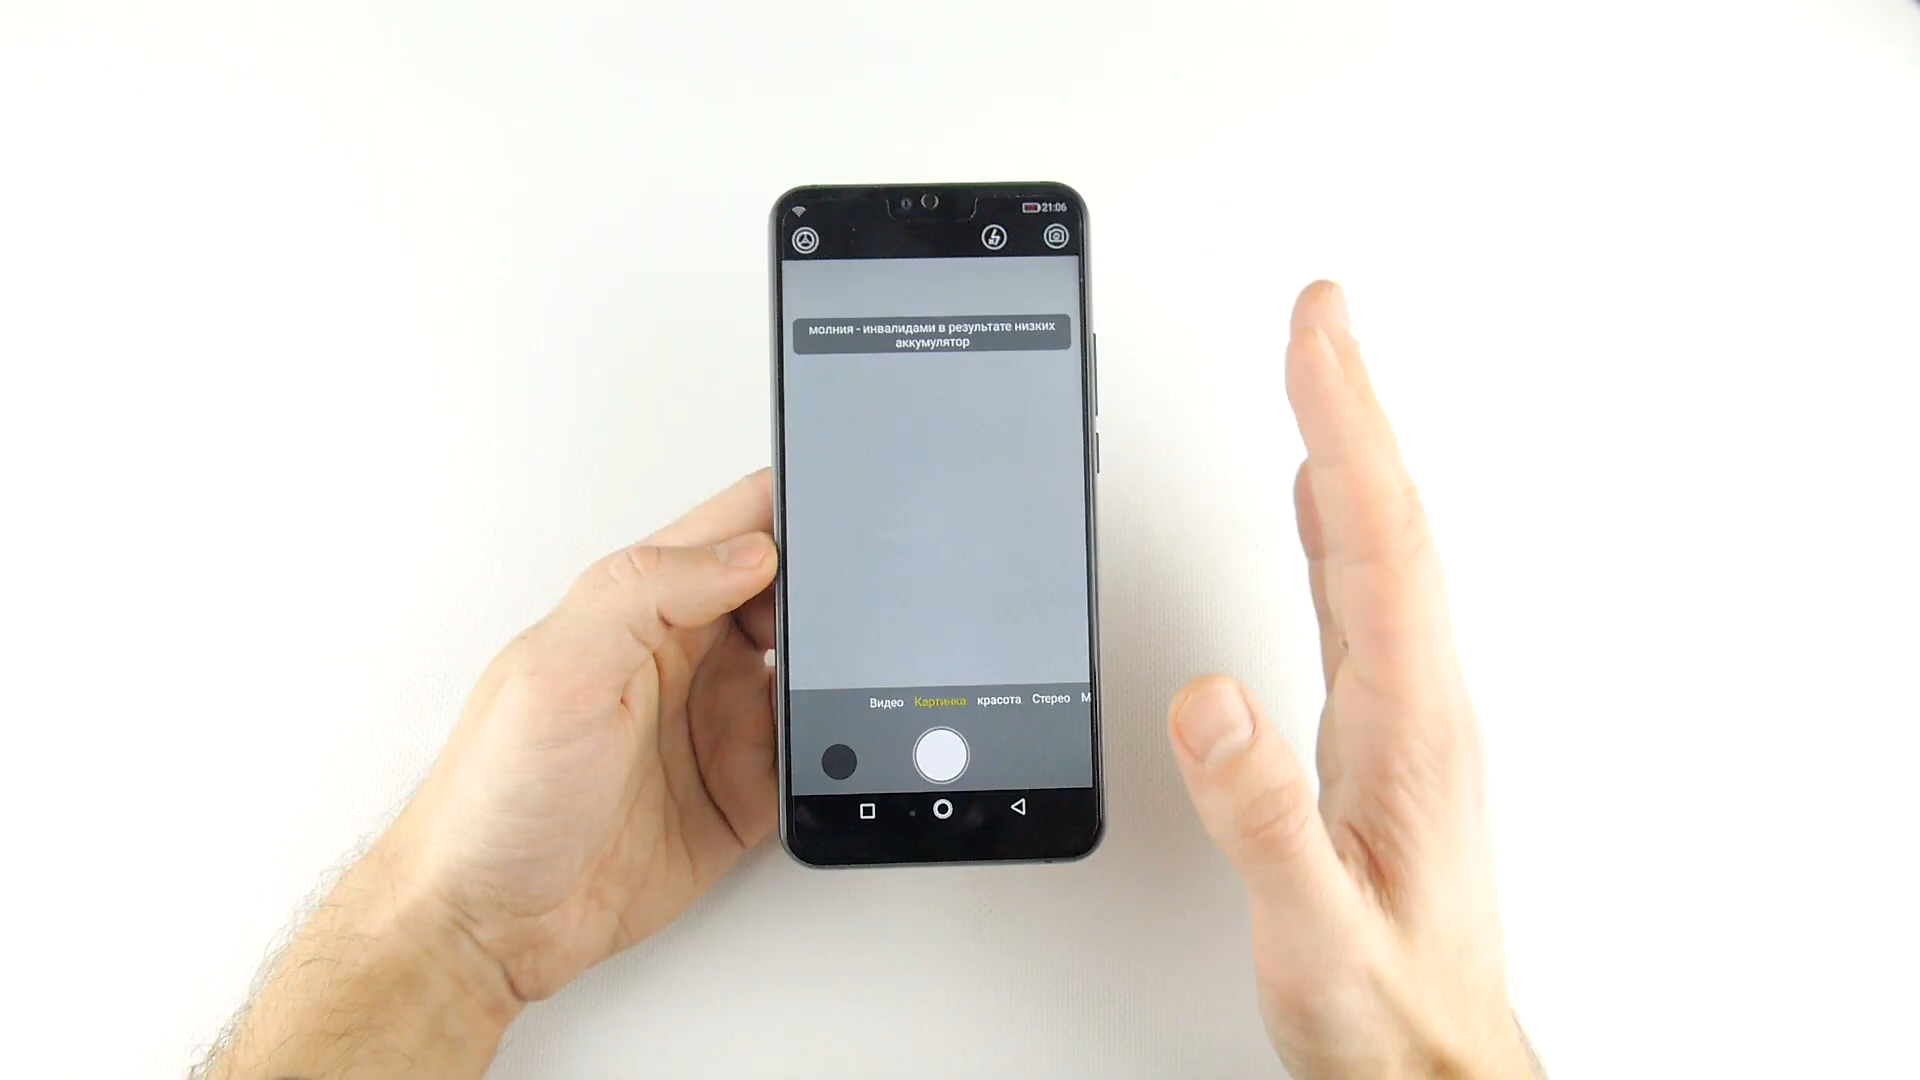 21:06
молния - инвалидами в результате низких
аккумулятор
Видео Картинка красота Стерео М